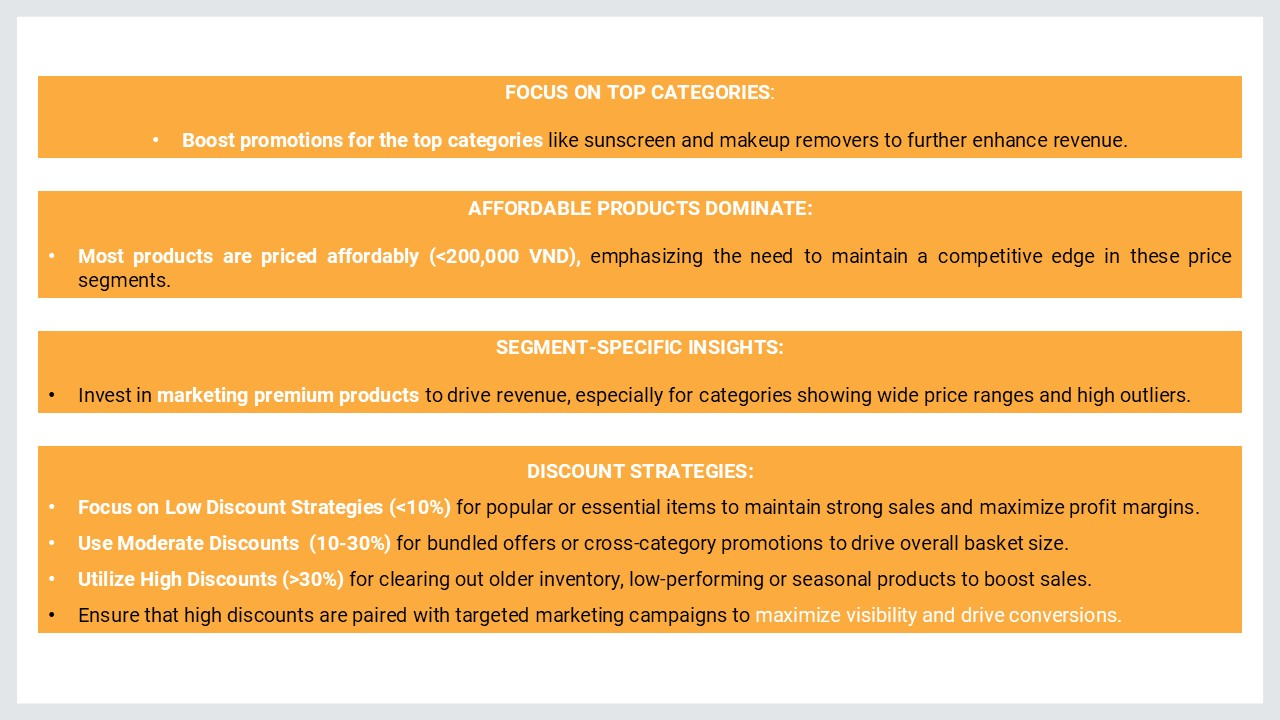 FOCUS ON TOP CATEGORIES:
• Boost promotions for the top categories like sunscreen and makeup removers to further enhance revenue.
AFFORDABLE PRODUCTS DOMINATE:
• Most products are priced affordably (<200,000 VND), emphasizing the need to maintain a competitive edge in these price
segments.
SEGMENT-SPECIFIC INSIGHTS:
• Invest in marketing premium products to drive revenue, especially for categories showing wide price ranges and high outliers.
DISCOUNT STRATEGIES:
• Focus on Low Discount Strategies (<10%) for popular or essential items to maintain strong sales and maximize profit margins.
• Use Moderate Discounts  (10-30%) for bundled offers or cross-category promotions to drive overall basket size.
• Utilize High Discounts (>30%) for clearing out older inventory, low-performing or seasonal products to boost sales.
• Ensure that high discounts are paired with targeted marketing campaigns to maximize visibility and drive conversions.